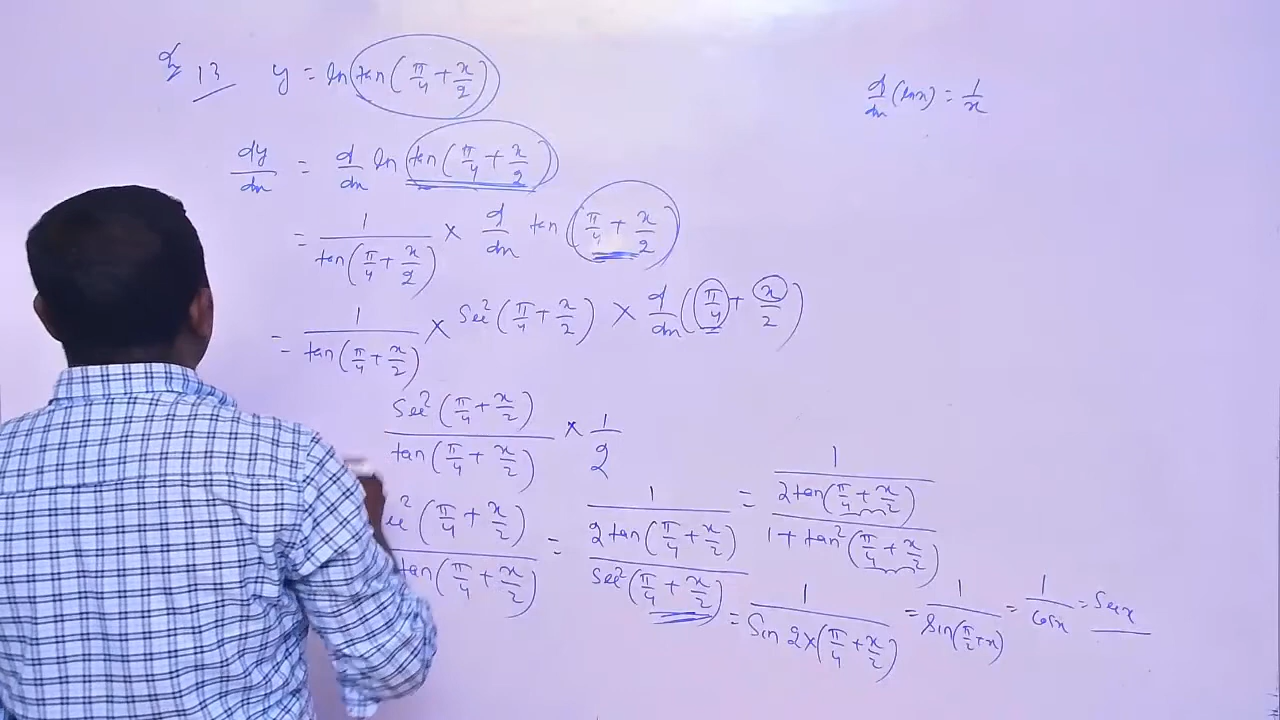 Q 13 y = ln tan(π/4 + x/2)
d/dx (ln x) = 1/x
dy/dx = d/dx ln tan(π/4 + x/2)
= 1/tan(π/4 + x/2) × d/dx tan(π/4 + x/2)
= 1/tan(π/4 + x/2) × Sec²(π/4 + x/2) × d/dx(π/4 + x/2)
Sec²(π/4 + x/2)/tan(π/4 + x/2) × 1/2
ec²(π/4 + x/2)/tan(π/4 + x/2) = 1/(2tan(π/4 + x/2)/Sec²(π/4 + x/2)) = 1/(2tan(π/4 + x/2)/1 + tan²(π/4 + x/2))
= 1/Sin 2×(π/4 + x/2) = 1/Sin(π/2 + x) = 1/Cosx = Secx